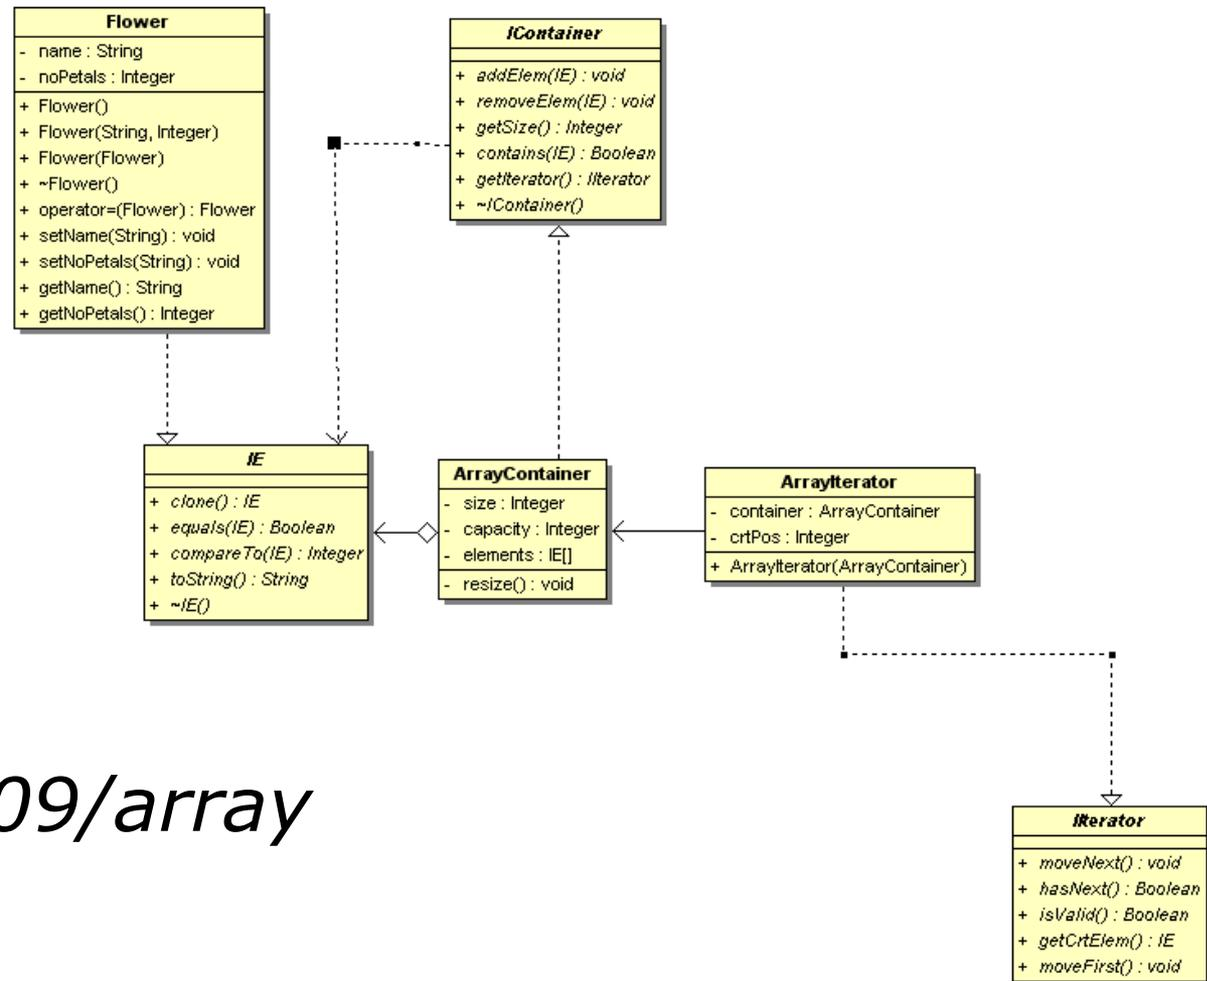 Flower
- name : String
- noPetals : Integer
+ Flower()
+ Flower(String, Integer)
+ Flower(Flower)
+ ~Flower()
+ operator=(Flower) : Flower
+ setName(String) : void
+ setNoPetals(String) : void
+ getName() : String
+ getNoPetals() : Integer
IContainer
+ addElem(IE) : void
+ removeElem(IE) : void
+ getSize() : Integer
+ contains(IE) : Boolean
+ getIterator() : IIterator
+ ~IContainer()
IE
+ clone() : IE
+ equals(IE) : Boolean
+ compareTo(IE) : Integer
+ toString() : String
+ ~IE()
ArrayContainer
- size : Integer
- capacity : Integer
- elements : IE[]
- resize() : void
ArrayIterator
- container : ArrayContainer
- crtPos : Integer
+ ArrayIterator(ArrayContainer)
09/array
IIterator
+ moveNext() : void
+ hasNext() : Boolean
+ isValid() : Boolean
+ getCrtElem() : IE
+ moveFirst() : void